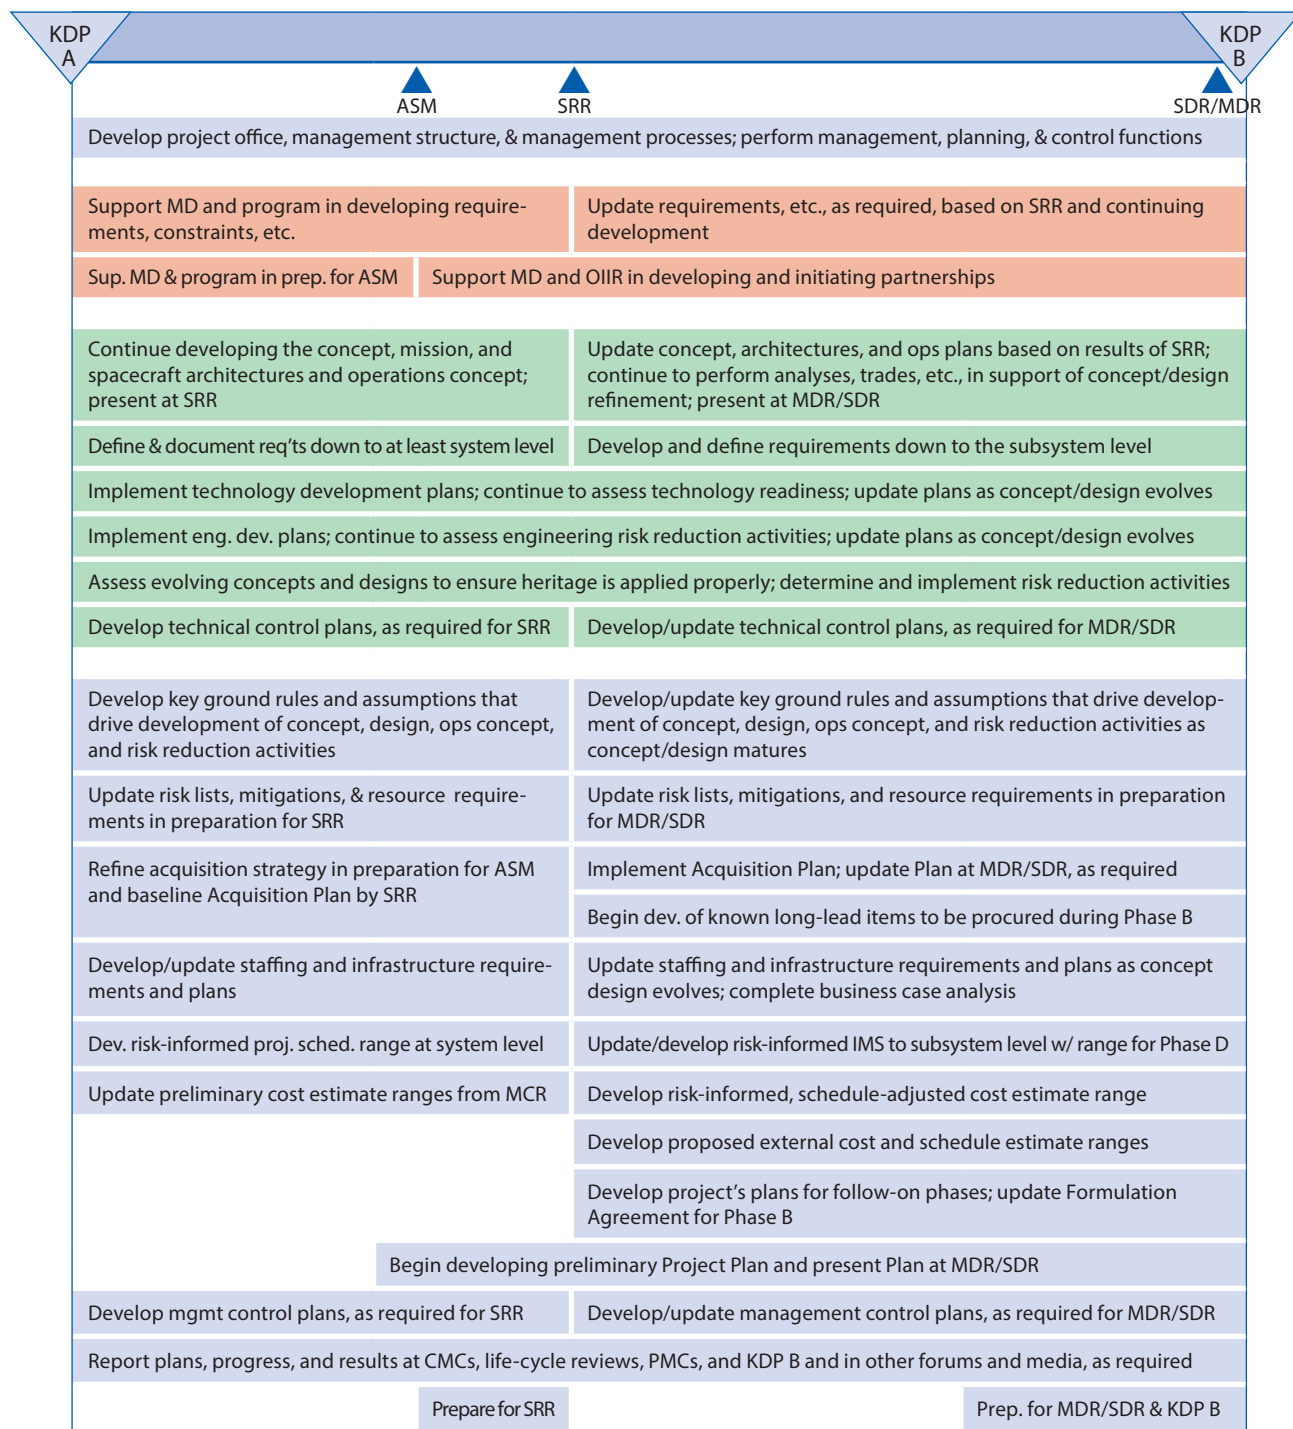 KDP
A
KDP
B
ASM
SRR
SDR/MDR
Develop project office, management structure, & management processes; perform management, planning, & control functions
Support MD and program in developing require-
ments, constraints, etc.
Update requirements, etc., as required, based on SRR and continuing
development
Sup. MD & program in prep. for ASM
Support MD and OIIR in developing and initiating partnerships
Continue developing the concept, mission, and
spacecraft architectures and operations concept;
present at SRR
Update concept, architectures, and ops plans based on results of SRR;
continue to perform analyses, trades, etc., in support of concept/design
refinement; present at MDR/SDR
Define & document req'ts down to at least system level
Develop and define requirements down to the subsystem level
Implement technology development plans; continue to assess technology readiness; update plans as concept/design evolves
Implement eng. dev. plans; continue to assess engineering risk reduction activities; update plans as concept/design evolves
Assess evolving concepts and designs to ensure heritage is applied properly; determine and implement risk reduction activities
Develop technical control plans, as required for SRR
Develop/update technical control plans, as required for MDR/SDR
Develop key ground rules and assumptions that
drive development of concept, design, ops concept,
and risk reduction activities
Develop/update key ground rules and assumptions that drive develop-
ment of concept, design, ops concept, and risk reduction activities as
concept/design matures
Update risk lists, mitigations, & resource require-
ments in preparation for SRR
Update risk lists, mitigations, and resource requirements in preparation
for MDR/SDR
Refine acquisition strategy in preparation for ASM
and baseline Acquisition Plan by SRR
Implement Acquisition Plan; update Plan at MDR/SDR, as required
Begin dev. of known long-lead items to be procured during Phase B
Develop/update staffing and infrastructure require-
ments and plans
Update staffing and infrastructure requirements and plans as concept
design evolves; complete business case analysis
Dev. risk-informed proj. sched. range at system level
Update/develop risk-informed IMS to subsystem level w/ range for Phase D
Update preliminary cost estimate ranges from MCR
Develop risk-informed, schedule-adjusted cost estimate range
Develop proposed external cost and schedule estimate ranges
Develop project's plans for follow-on phases; update Formulation
Agreement for Phase B
Begin developing preliminary Project Plan and present Plan at MDR/SDR
Develop mgmt control plans, as required for SRR
Develop/update management control plans, as required for MDR/SDR
Report plans, progress, and results at CMCs, life-cycle reviews, PMCs, and KDP B and in other forums and media, as required
Prepare for SRR
Prep. for MDR/SDR & KDP B